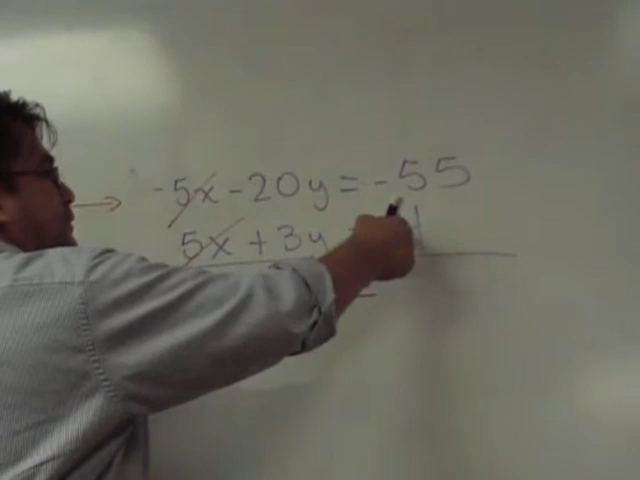 -5x - 20y = -55
5x + 3y